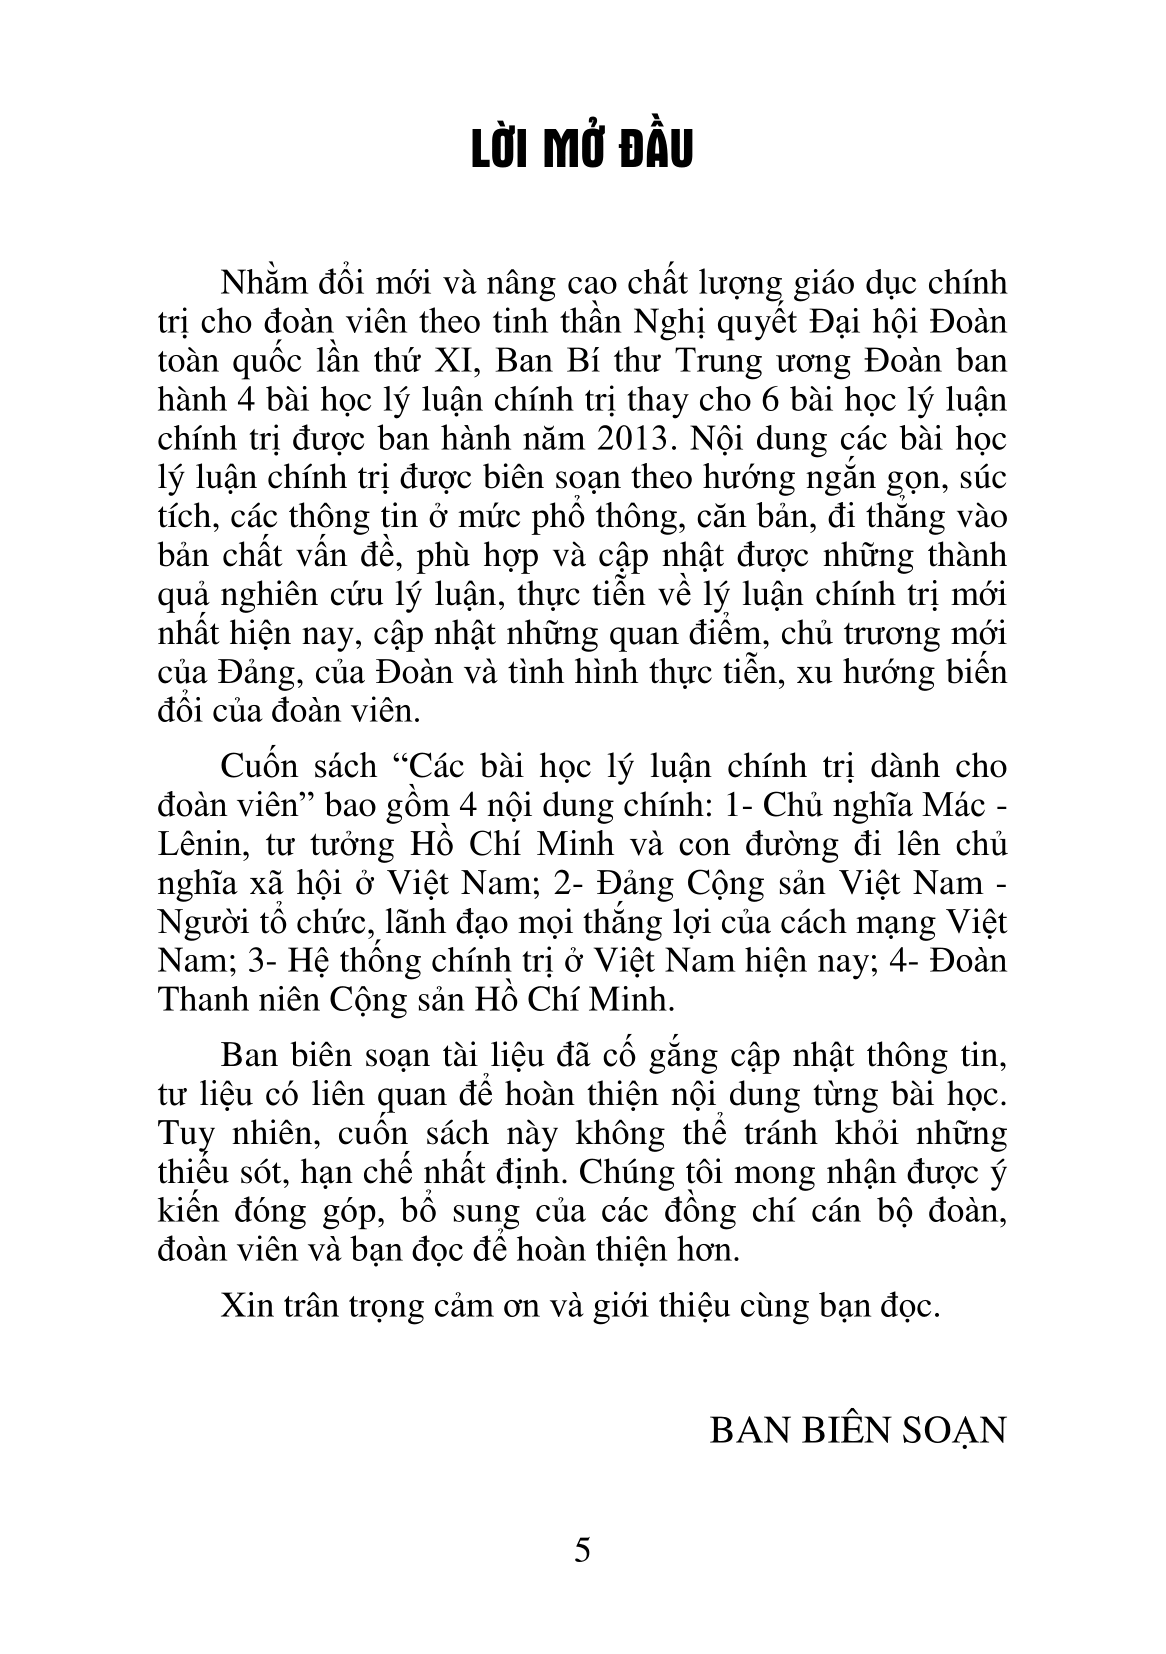 LỜI MỞ ĐẦU
Nhằm đổi mới và nâng cao chất lượng giáo dục chính
trị cho đoàn viên theo tinh thần Nghị quyết Đại hội Đoàn
toàn quốc lần thứ XI, Ban Bí thư Trung ương Đoàn ban
hành 4 bài học lý luận chính trị thay cho 6 bài học lý luận
chính trị được ban hành năm 2013. Nội dung các bài học
lý luận chính trị được biên soạn theo hướng ngắn gọn, súc
tích, các thông tin ở mức phổ thông, căn bản, đi thẳng vào
bản chất vấn đề, phù hợp và cập nhật được những thành
quả nghiên cứu lý luận, thực tiễn về lý luận chính trị mới
nhất hiện nay, cập nhật những quan điểm, chủ trương mới
của Đảng, của Đoàn và tình hình thực tiễn, xu hướng biến
đổi của đoàn viên.
Cuốn sách “Các bài học lý luận chính trị dành cho
đoàn viên” bao gồm 4 nội dung chính: 1- Chủ nghĩa Mác -
Lênin, tư tưởng Hồ Chí Minh và con đường đi lên chủ
nghĩa xã hội ở Việt Nam; 2- Đảng Cộng sản Việt Nam -
Người tổ chức, lãnh đạo mọi thắng lợi của cách mạng Việt
Nam; 3- Hệ thống chính trị ở Việt Nam hiện nay; 4- Đoàn
Thanh niên Cộng sản Hồ Chí Minh.
Ban biên soạn tài liệu đã cố gắng cập nhật thông tin,
tư liệu có liên quan để hoàn thiện nội dung từng bài học.
Tuy nhiên, cuốn sách này không thể tránh khỏi những
thiếu sót, hạn chế nhất định. Chúng tôi mong nhận được ý
kiến đóng góp, bổ sung của các đồng chí cán bộ đoàn,
đoàn viên và bạn đọc để hoàn thiện hơn.
Xin trân trọng cảm ơn và giới thiệu cùng bạn đọc.
BAN BIÊN SOẠN
5